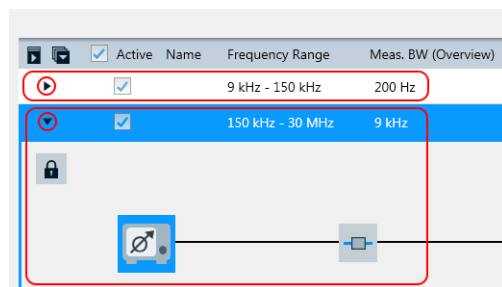 Active Name Frequency Range Meas. BW (Overview)
9 kHz - 150 kHz 200 Hz
150 kHz - 30 MHz 9 kHz